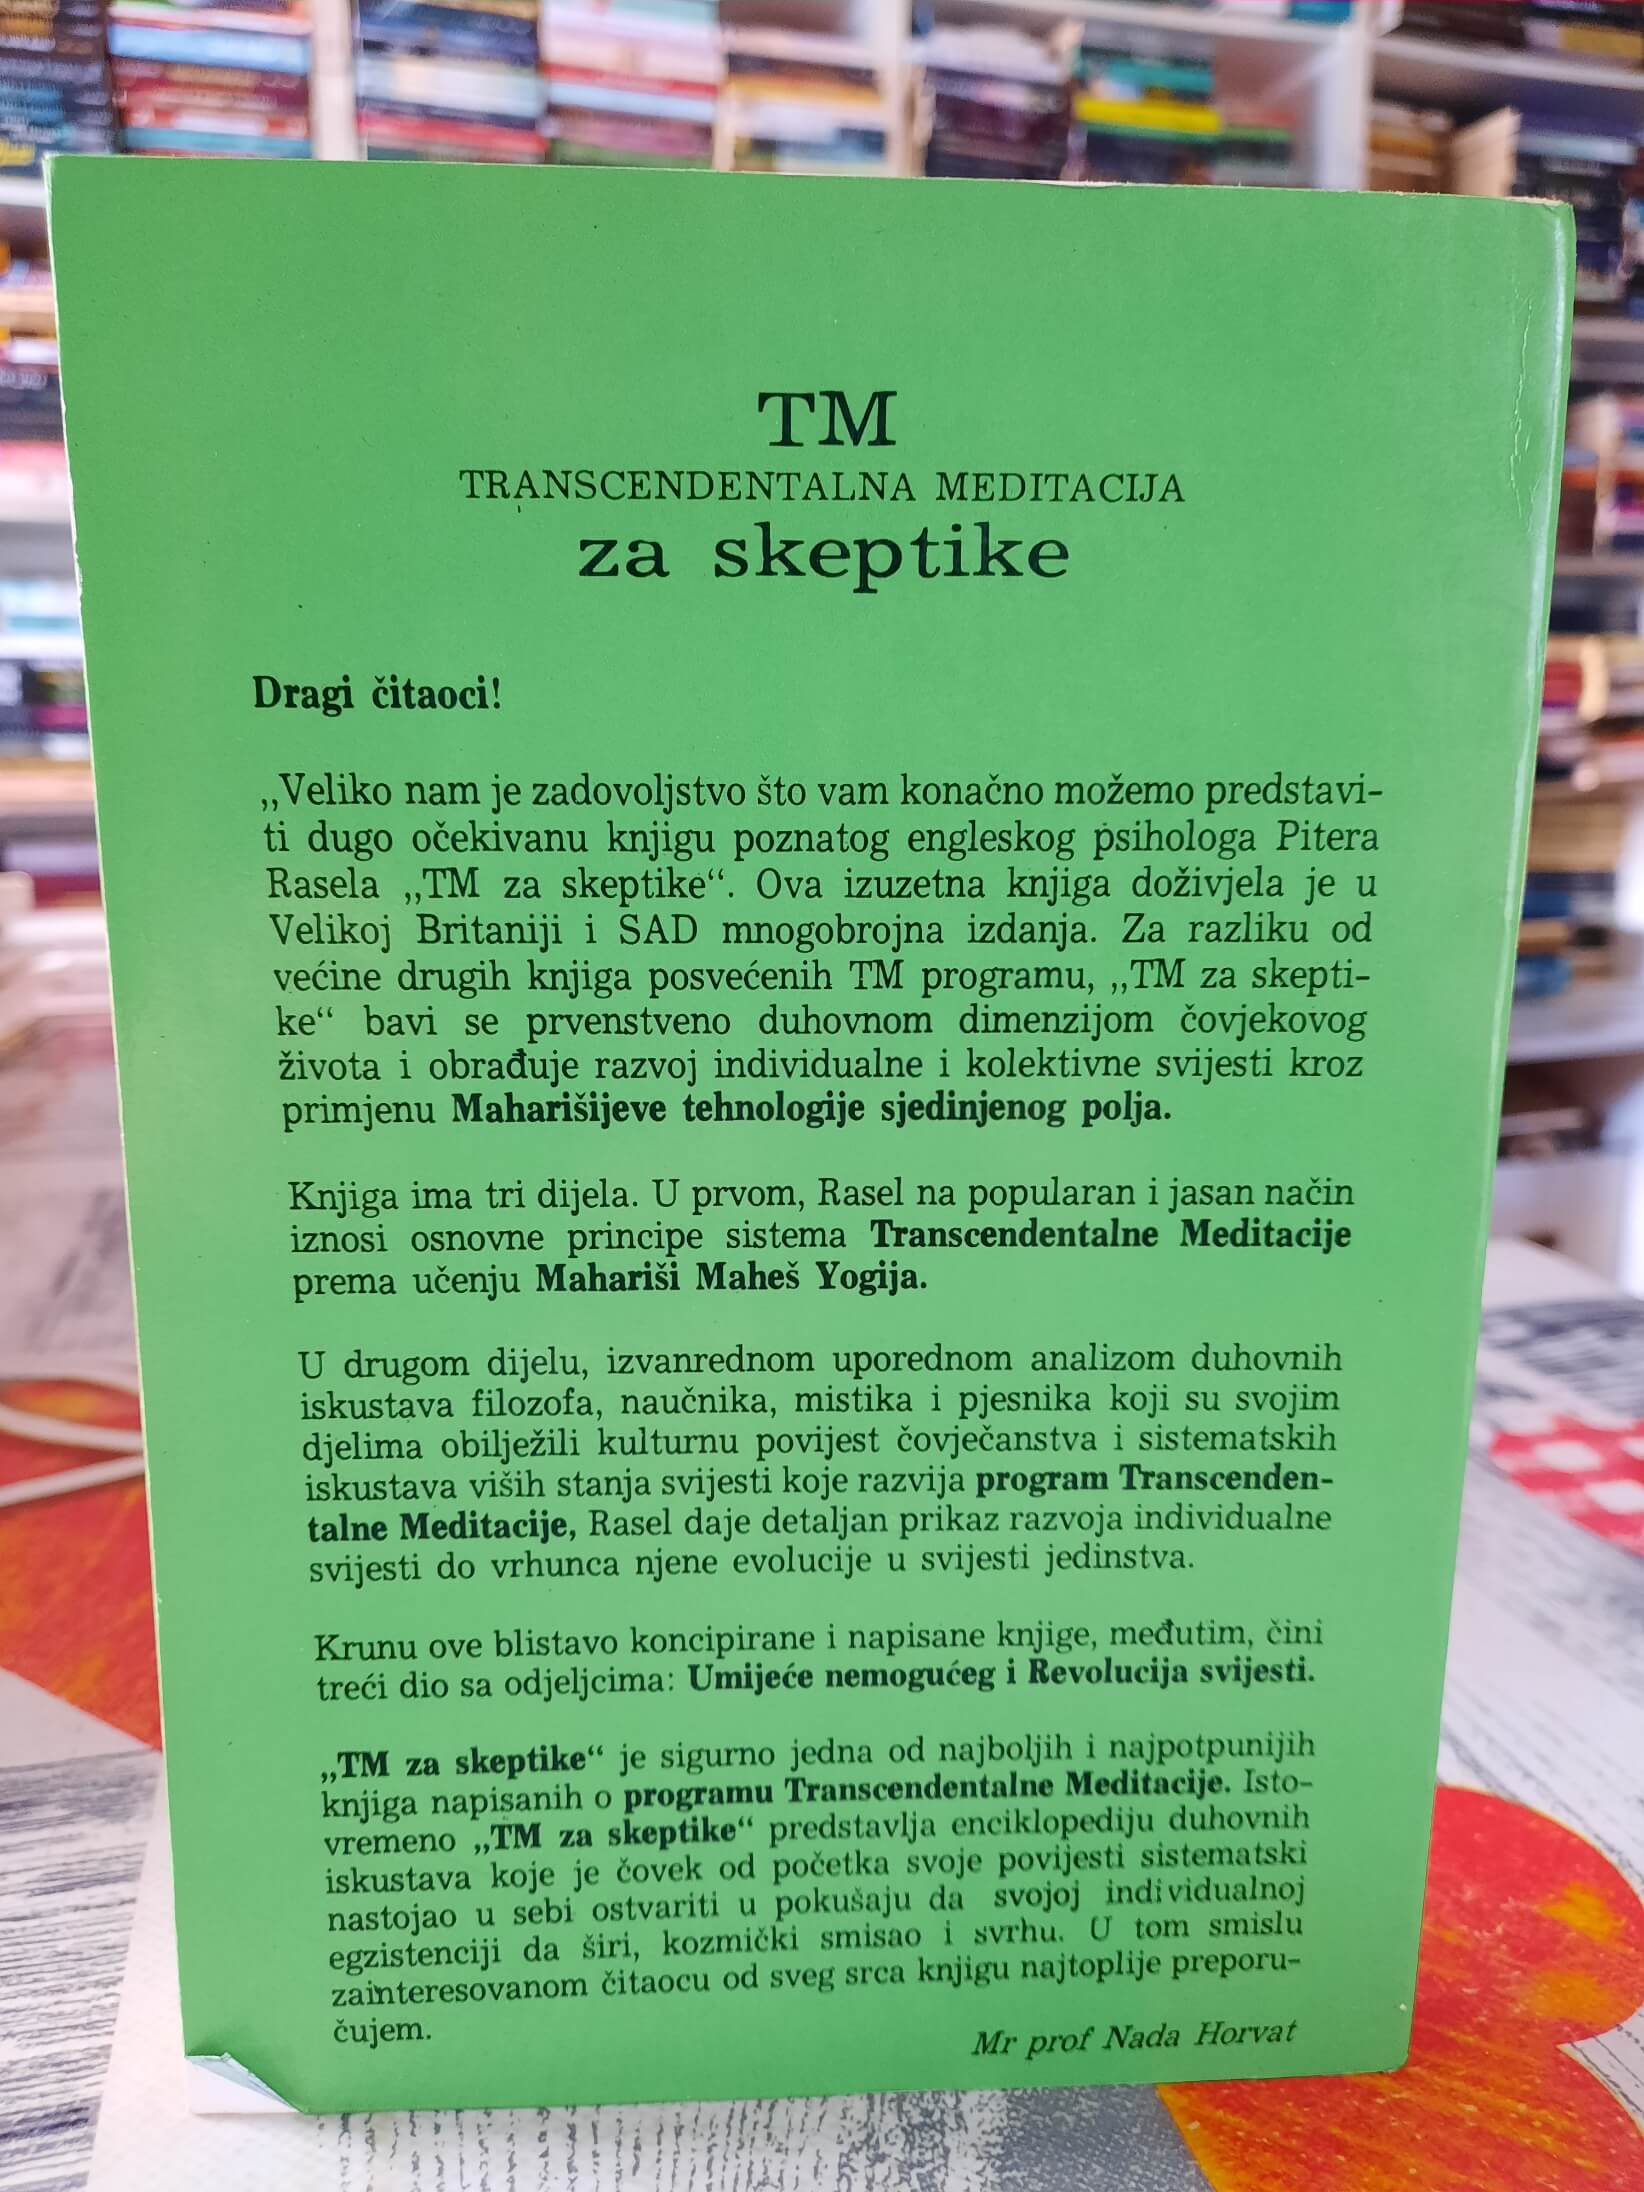 TM
TRANSCENDENTALNA MEDITACIJA
za skeptike
Dragi čitaoci!
„Veliko nam je zadovoljstvo što vam konačno možemo predstavi-
ti dugo očekivanu knjigu poznatog engleskog psihologa Pitera
Rasela „TM za skeptike“. Ova izuzetna knjiga doživjela je u
Velikoj Britaniji i SAD mnogobrojna izdanja. Za razliku od
većine drugih knjiga posvećenih TM programu, „TM za skepti-
ke“ bavi se prvenstveno duhovnom dimenzijom čovjekovog
života i obrađuje razvoj individualne i kolektivne svijesti kroz
primjenu Maharišijeve tehnologije sjedinjenog polja.
Knjiga ima tri dijela. U prvom, Rasel na popularan i jasan način
iznosi osnovne principe sistema Transcendentalne Meditacije
prema učenju Mahariši Maheš Yogija.
U drugom dijelu, izvanrednom uporednom analizom duhovnih
iskustava filozofa, naučnika, mistika i pjesnika koji su svojim
djelima obilježili kulturnu povijest čovječanstva i sistematskih
iskustava viših stanja svijesti koje razvija program Transcenden-
talne Meditacije, Rasel daje detaljan prikaz razvoja individualne
svijesti do vrhunca njene evolucije u svijesti jedinstva.
Krunu ove blistavo koncipirane i napisane knjige, međutim, čini
treći dio sa odjeljcima: Umijeće nemogućeg i Revolucija svijesti.
„TM za skeptike“ je sigurno jedna od najboljih i najpotpunijih
knjiga napisanih o programu Transcendentalne Meditacije. Isto-
vremeno „TM za skeptike“ predstavlja enciklopediju duhovnih
iskustava koje je čovek od početka svoje povijesti sistematski
nastojao u sebi ostvariti u pokušaju da svojoj individualnoj
egzistenciji da širi, kozmički smisao i svrhu. U tom smislu
zainteresovanom čitaocu od sveg srca knjigu najtoplije preporu-
čujem.
Mr prof Nada Horvat